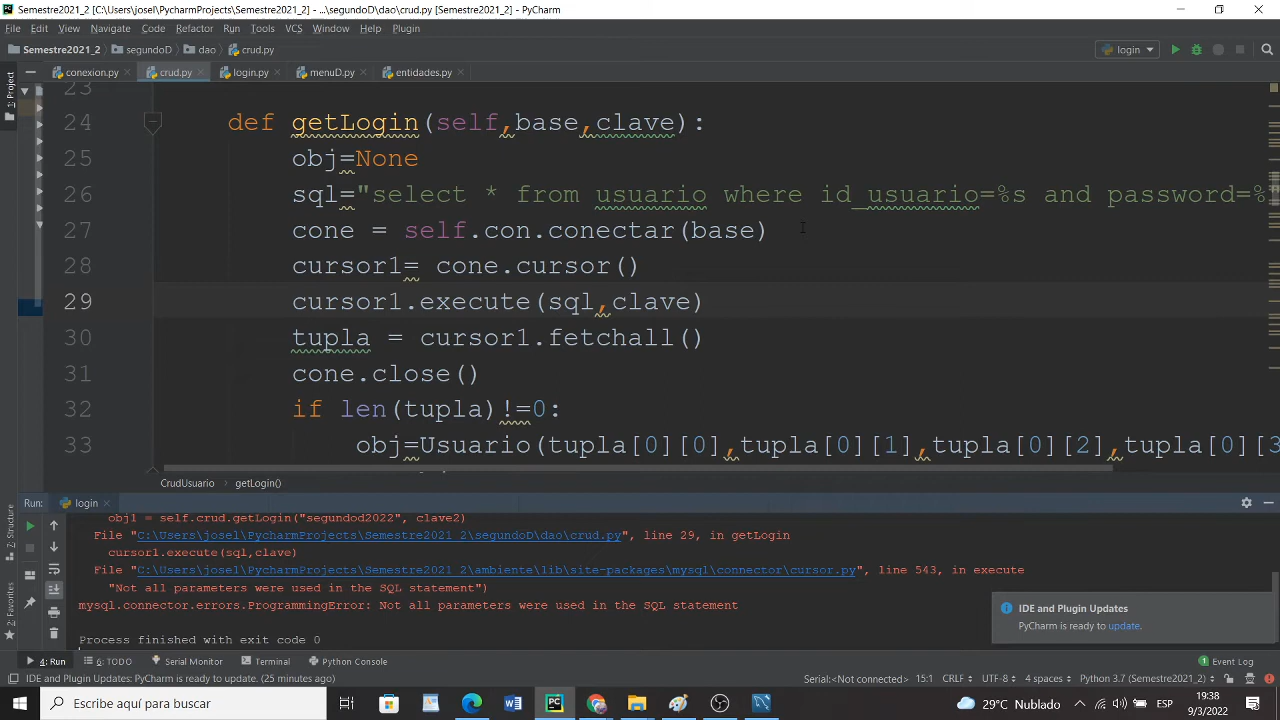 Semestre2021_2 [C:\Users\josel\PycharmProjects\Semestre2021_2] - ...\segundoD\dao\crud.py [Semestre2021_2] - PyCharm
File Edit View Navigate Code Refactor Run Tools VCS Window Help Plugin
Semestre2021_2 segundoD dao crud.py login
1: Project
conexion.py crud.py login.py menuD.py entidades.py
23
24 def getLogin(self,base,clave):
25 obj=None
26 sql="select * from usuario where id_usuario=%s and password=%
27 cone = self.con.conectar(base)
28 cursor1= cone.cursor()
29 cursor1.execute(sql,clave)
30 tupla = cursor1.fetchall()
31 cone.close()
32 if len(tupla)!=0:
33 obj=Usuario(tupla[0][0],tupla[0][1],tupla[0][2],tupla[0][3
CrudUsuario getLogin()
Run: login
obj1 = self.crud.getLogin("segundod2022", clave2)
File "C:\Users\josel\PycharmProjects\Semestre2021_2\segundoD\dao\crud.py", line 29, in getLogin
cursor1.execute(sql,clave)
File "C:\Users\josel\PycharmProjects\Semestre2021_2\ambiente\lib\site-packages\mysql\connector\cursor.py", line 543, in execute
"Not all parameters were used in the SQL statement")
mysql.connector.errors.ProgrammingError: Not all parameters were used in the SQL statement
Process finished with exit code 0
IDE and Plugin Updates
PyCharm is ready to update.
7: Structure
2: Favorites
4: Run 6: TODO Serial Monitor Terminal Python Console 1 Event Log
IDE and Plugin Updates: PyCharm is ready to update. (25 minutes ago) Serial:<Not connected> 15:1 CRLF UTF-8 4 spaces Python 3.7 (Semestre2021_2)
Escribe aquí para buscar 29°C Nublado ESP 19:38
9/3/2022